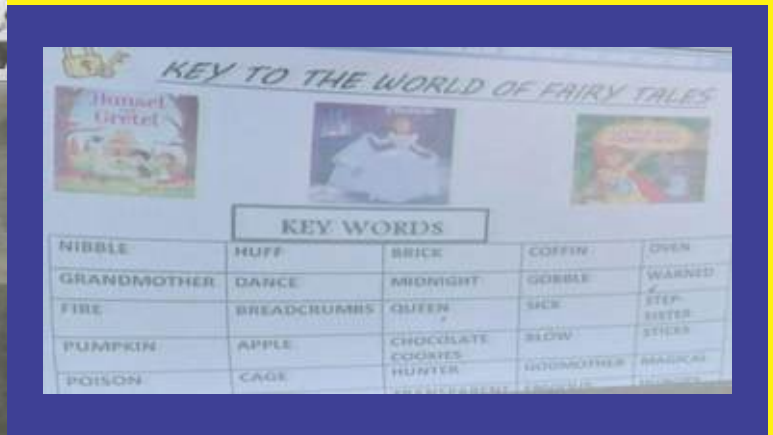 KEY TO THE WORLD OF FAIRY TALES
Hansel
Gretel
KEY WORDS
NIBBLE HUFF BRICK COFFIN OVEN
GRANDMOTHER DANCE MIDNIGHT GOBBLE WARNED
FIRE BREADCRUMBS QUEEN SICK STEP-
SISTER
PUMPKIN APPLE CHOCOLATE BLOW STICKS
COOKIES
POISON CAGE HUNTER GODMOTHER MAGICAL
TRANSPARENT